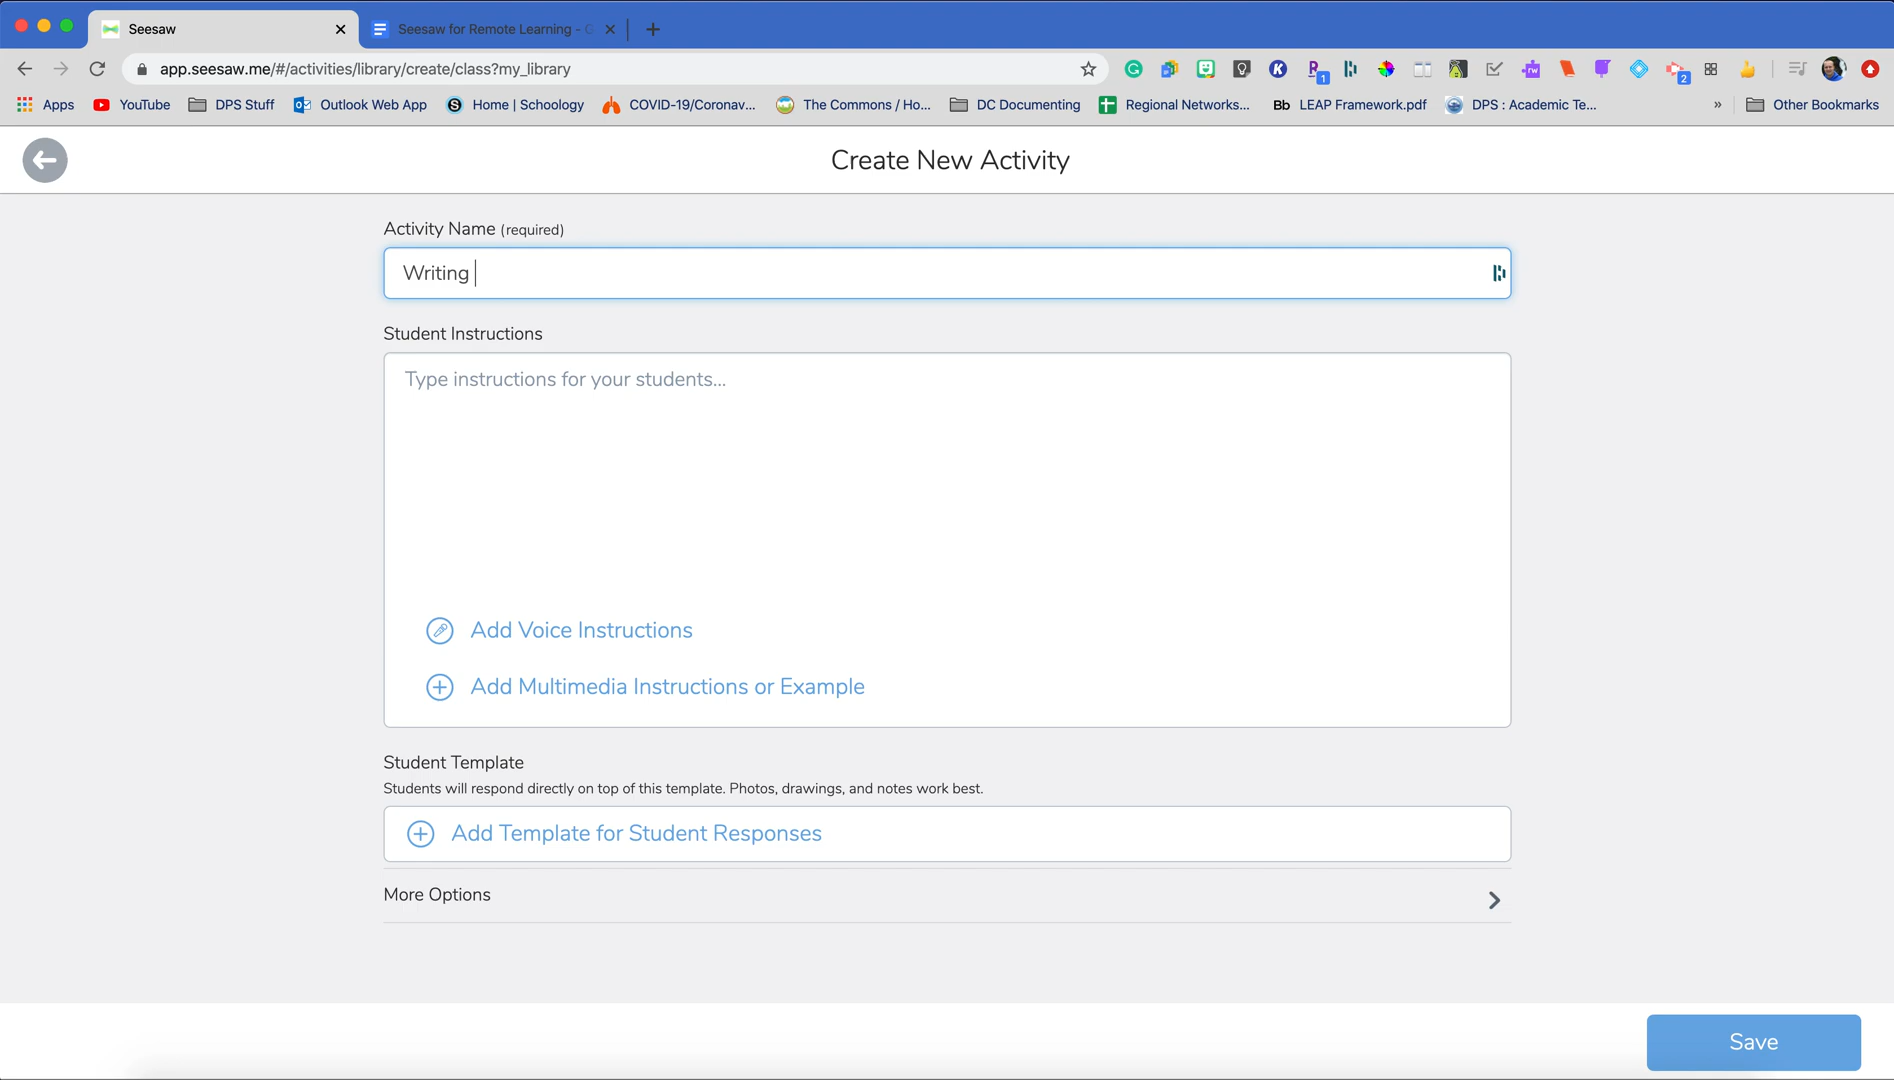 Seesaw
Seesaw for Remote Learning - G
app.seesaw.me/#/activities/library/create/class?my_library
1
rw
2
Apps
YouTube
DPS Stuff
Outlook Web App
Home | Schoology
COVID-19/Coronav...
The Commons / Ho...
DC Documenting
Regional Networks...
Bb LEAP Framework.pdf
DPS : Academic Te...
»
Other Bookmarks
Create New Activity
Activity Name (required)
Writing
Student Instructions
Type instructions for your students...
Add Voice Instructions
Add Multimedia Instructions or Example
Student Template
Students will respond directly on top of this template. Photos, drawings, and notes work best.
Add Template for Student Responses
More Options
Save